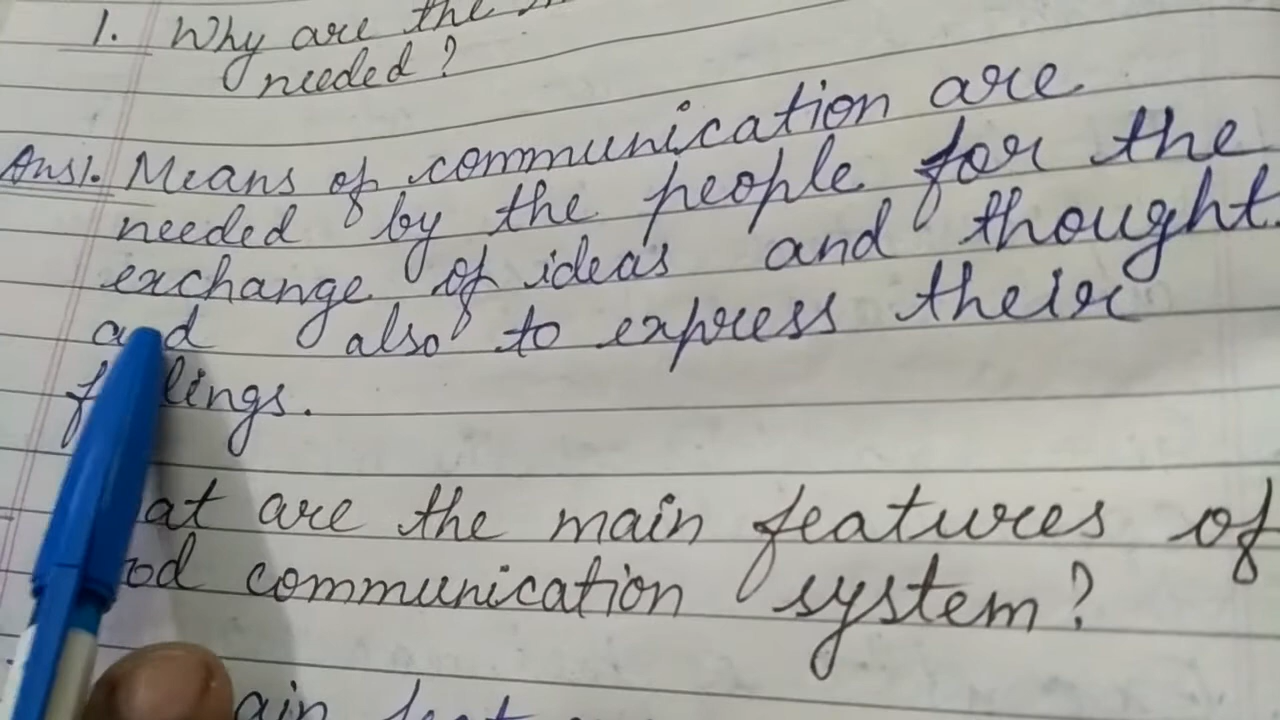 1. Why are the
needed?
Ans1. Means of communication are
needed by the people for the
exchange of ideas and thought
and also to express their
lings.
at are the main features of
od communication system?
ain